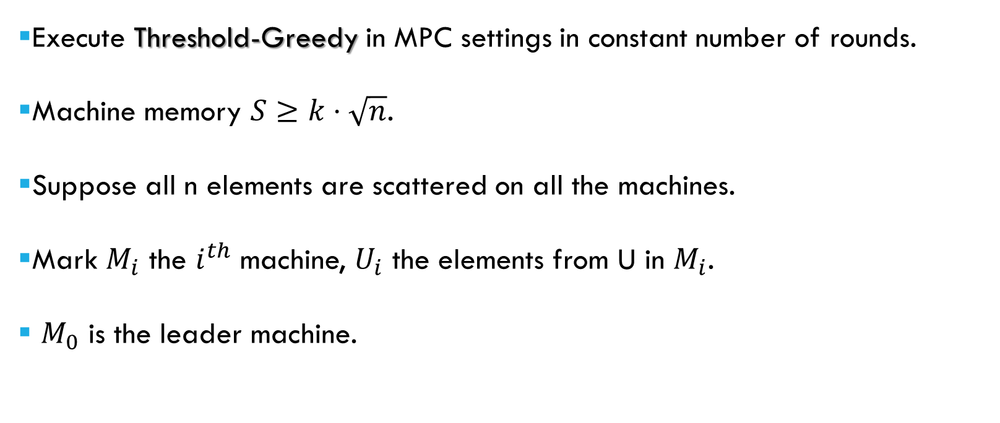 ▪Execute Threshold-Greedy in MPC settings in constant number of rounds.
▪Machine memory $S \geq k \cdot \sqrt{n}$.
▪Suppose all n elements are scattered on all the machines.
▪Mark $M_i$ the $i^{th}$ machine, $U_i$ the elements from U in $M_i$.
▪ $M_0$ is the leader machine.